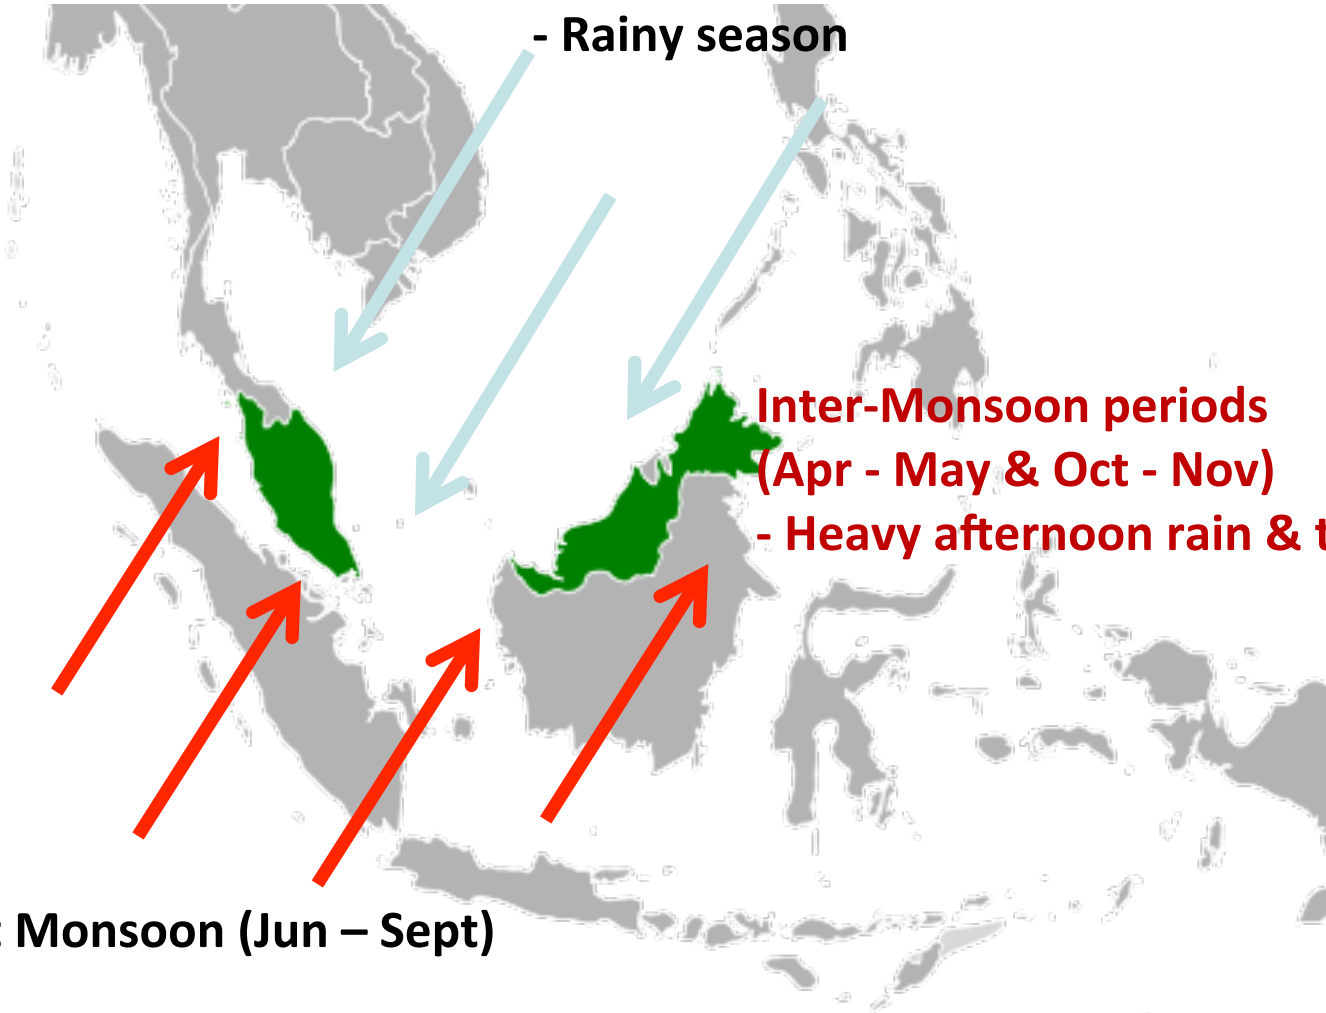 - Rainy season
Inter-Monsoon periods
(Apr - May & Oct - Nov)
- Heavy afternoon rain &
Monsoon (Jun – Sept)